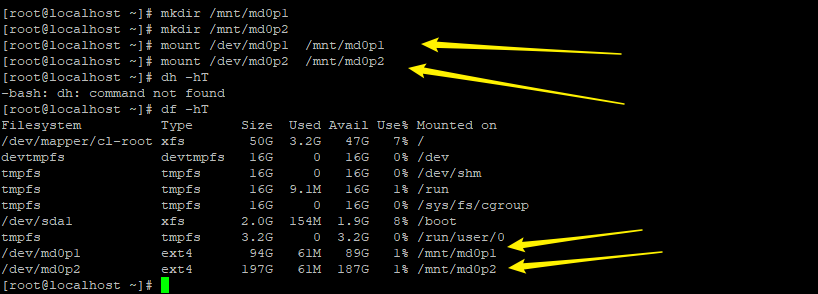 [root@localhost ~]# mkdir /mnt/md0p1
[root@localhost ~]# mkdir /mnt/md0p2
[root@localhost ~]# mount /dev/md0p1  /mnt/md0p1
[root@localhost ~]# mount /dev/md0p2  /mnt/md0p2
[root@localhost ~]# dh -hT
-bash: dh: command not found
[root@localhost ~]# df -hT
Filesystem          Type      Size  Used Avail Use% Mounted on
/dev/mapper/cl-root xfs        50G  3.2G   47G   7% /
devtmpfs            devtmpfs   16G     0   16G   0% /dev
tmpfs               tmpfs      16G     0   16G   0% /dev/shm
tmpfs               tmpfs      16G  9.1M   16G   1% /run
tmpfs               tmpfs      16G     0   16G   0% /sys/fs/cgroup
/dev/sda1           xfs       2.0G  154M  1.9G   8% /boot
tmpfs               tmpfs     3.2G     0  3.2G   0% /run/user/0
/dev/md0p1          ext4       94G   61M   89G   1% /mnt/md0p1
/dev/md0p2          ext4      197G   61M  187G   1% /mnt/md0p2
[root@localhost ~]#